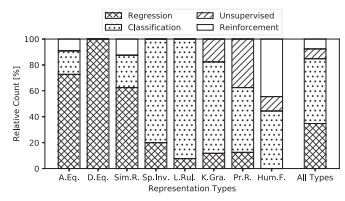 Regression
Unsupervised
Classification
Reinforcement
Relative Count [%]
100
80
60
40
20
0
A.Eq. D.Eq. Sim.R. Sp.Inv. L.Rul. K.Gra. Pr.R. Hum.F. All Types
Representation Types